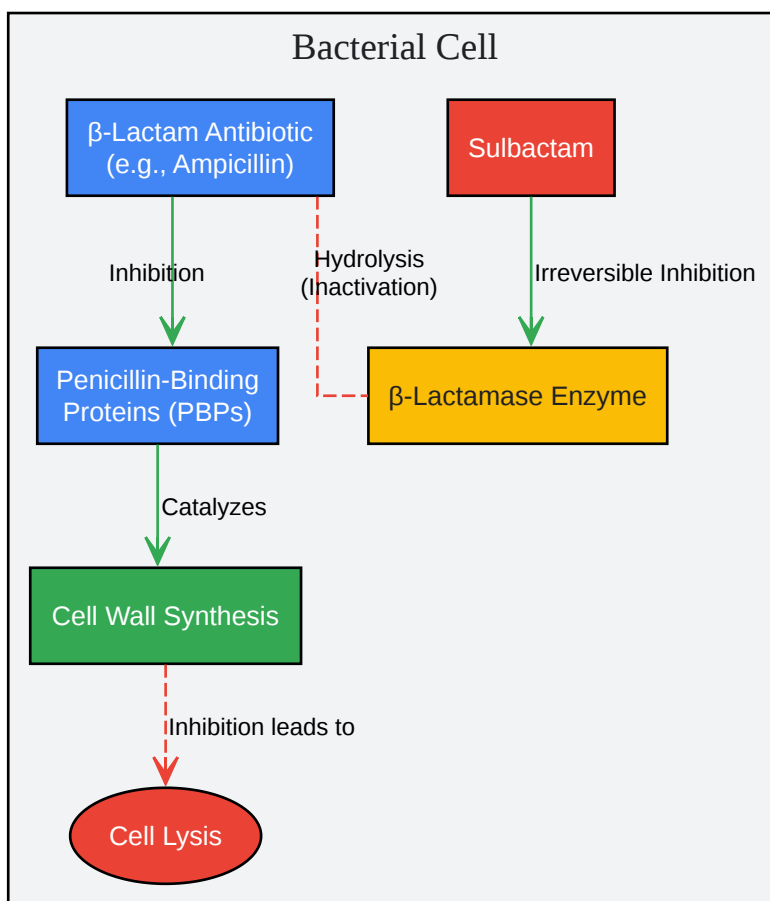 Bacterial Cell
β-Lactam Antibiotic
(e.g., Ampicillin)
Sulbactam
Inhibition
Hydrolysis
(Inactivation)
Irreversible Inhibition
Penicillin-Binding
Proteins (PBPs)
β-Lactamase Enzyme
Catalyzes
Cell Wall Synthesis
Inhibition leads to
Cell Lysis